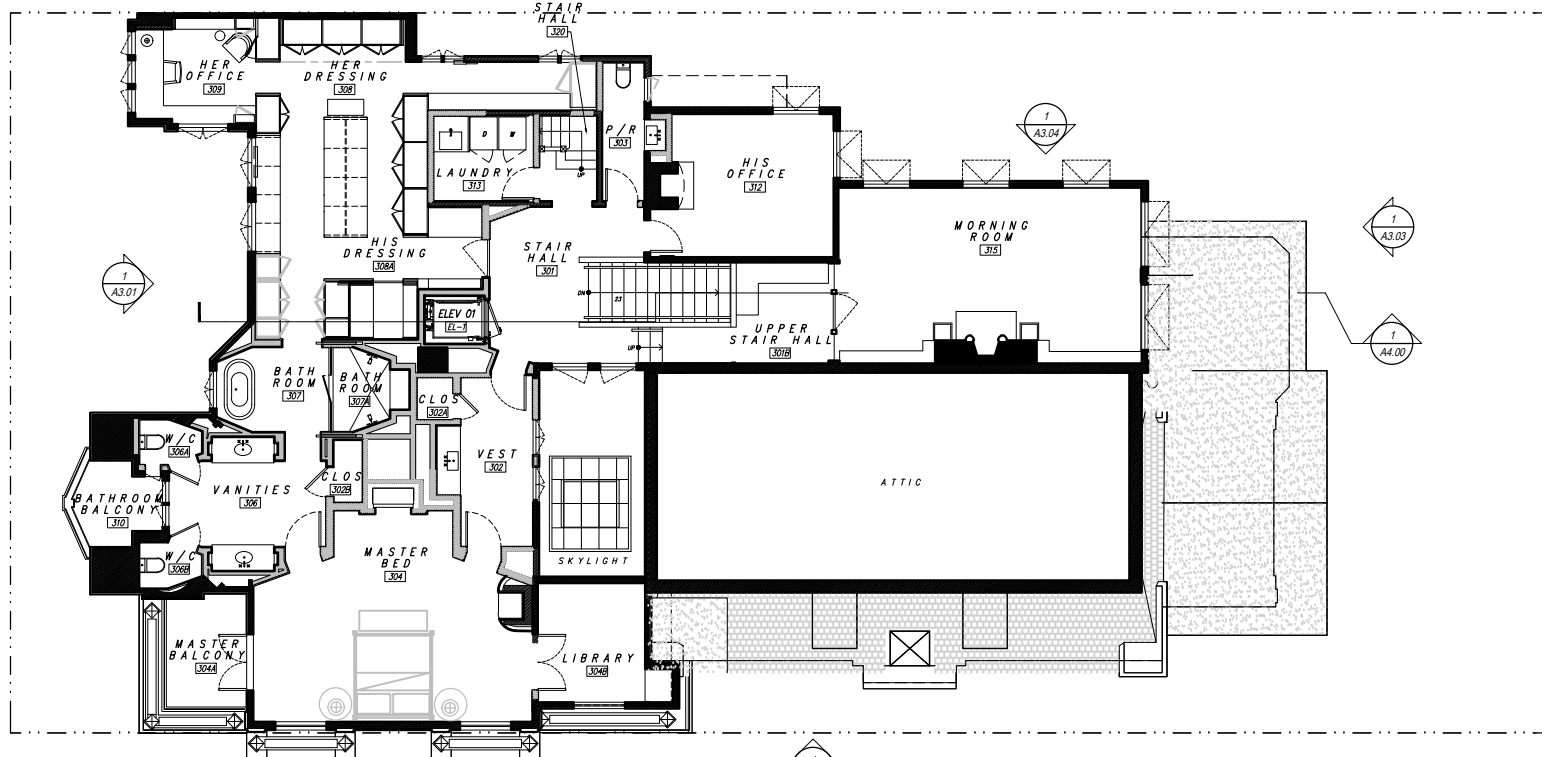 STAIR
HALL
320
HER
OFFICE
309
HER
DRESSING
308
P/R
303
D
W
LAUNDRY
313
UP
HIS
OFFICE
312
1
A3.04
MORNING
ROOM
315
1
A3.03
HIS
DRESSING
308A
STAIR
HALL
301
1
A3.01
DN
23
ELEV 01
EL-1
UP
UPPER
STAIR HALL
301B
1
A4.00
BATH
ROOM
307
BATH
ROOM
307A
CLOS
302A
W/C
306A
VEST
302
CLOS
302B
VANITIES
306
BATHROOM
BALCONY
310
ATTIC
W/C
306B
MASTER
BED
304
SKYLIGHT
MASTER
BALCONY
304A
LIBRARY
304B